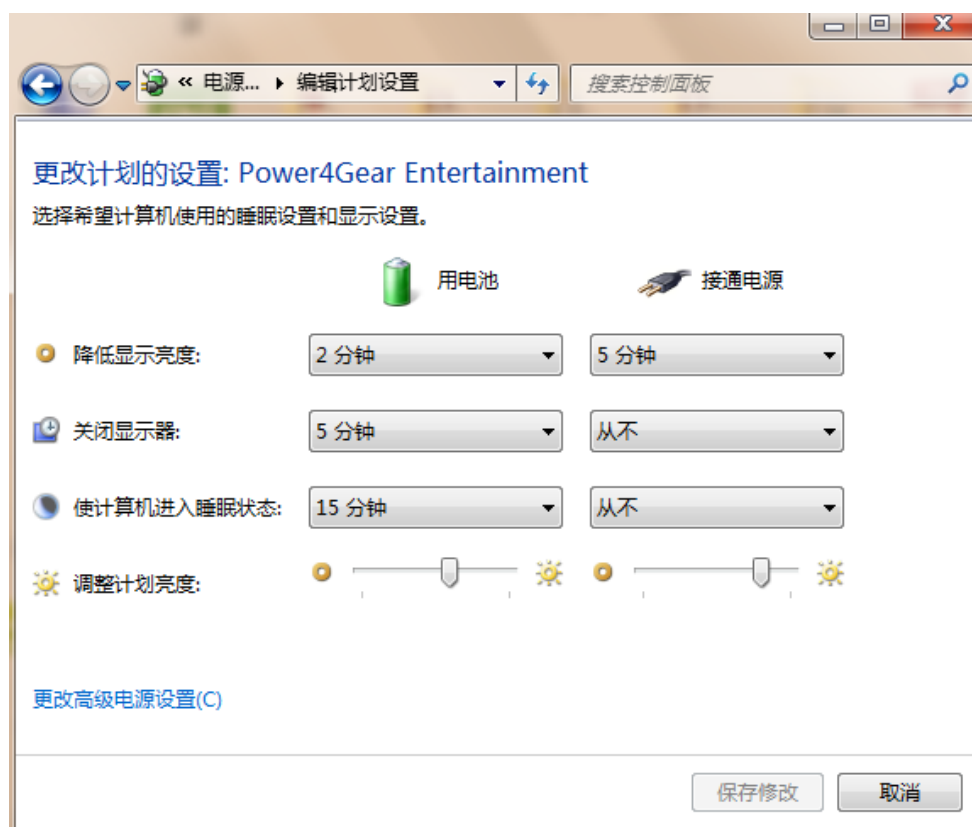 « 电源... ▸ 编辑计划设置
搜索控制面板
更改计划的设置: Power4Gear Entertainment
选择希望计算机使用的睡眠设置和显示设置。
用电池 接通电源
降低显示亮度: 2 分钟 5 分钟
关闭显示器: 5 分钟 从不
使计算机进入睡眠状态: 15 分钟 从不
调整计划亮度:
更改高级电源设置(C)
保存修改 取消